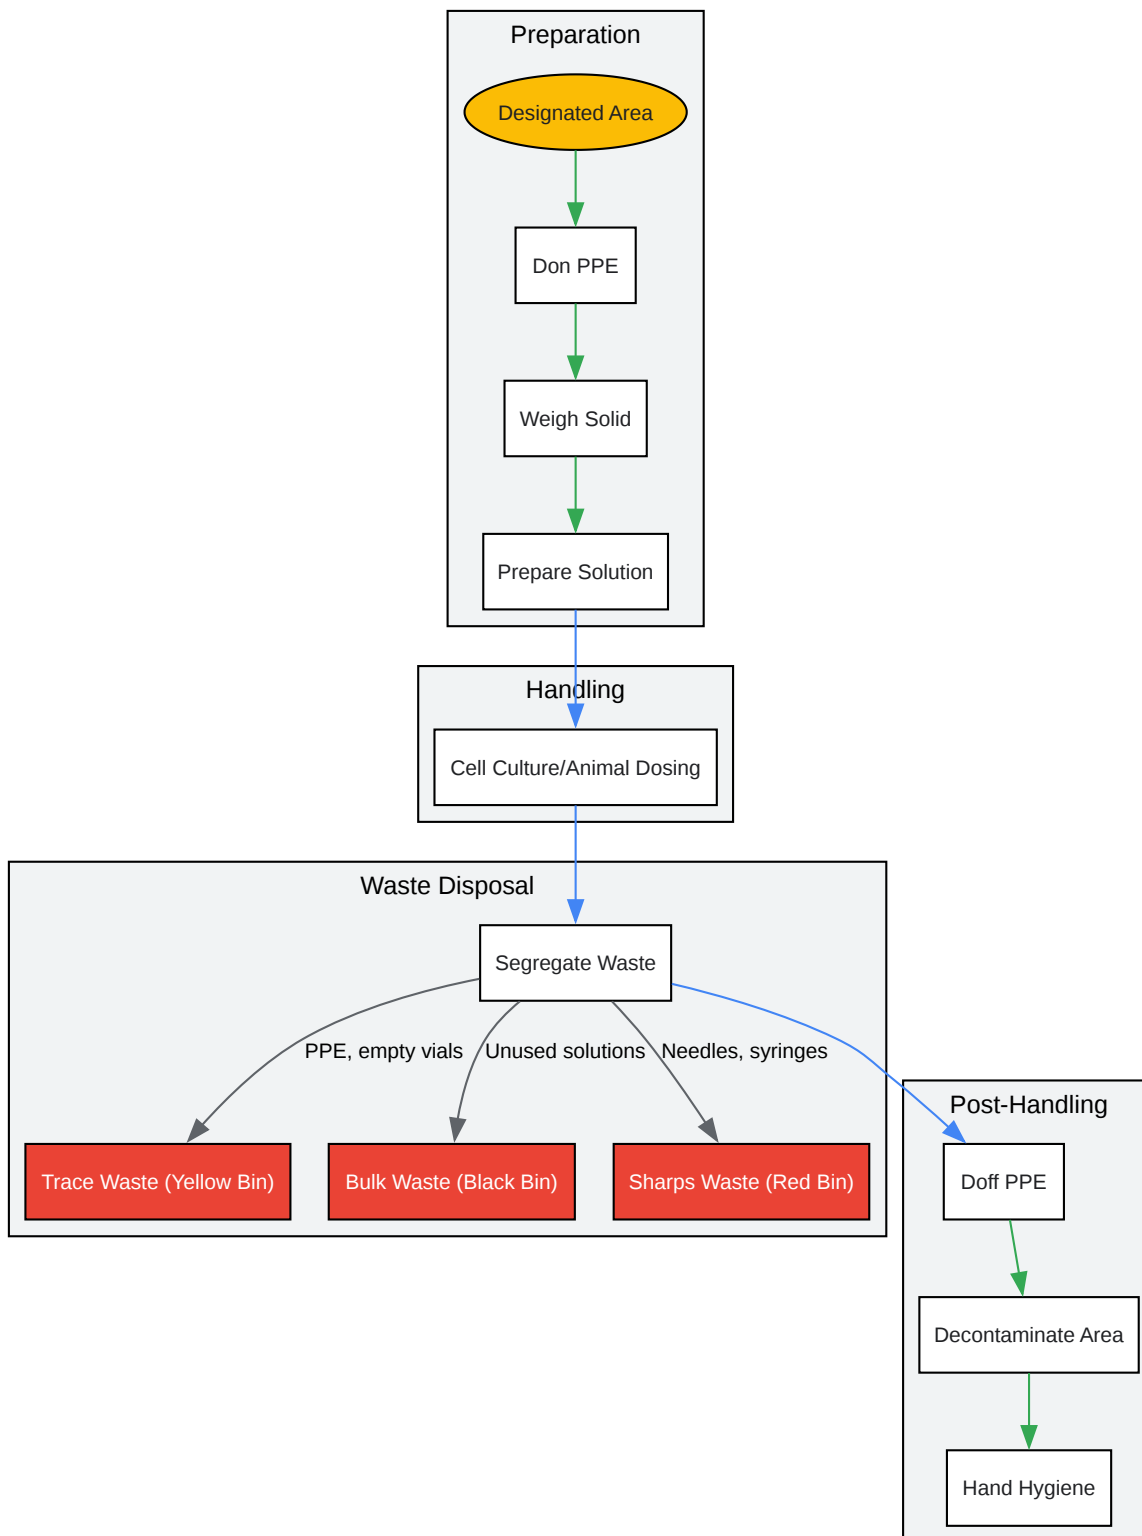 Preparation
Designated Area
Don PPE
Weigh Solid
Prepare Solution
Handling
Cell Culture/Animal Dosing
Waste Disposal
Segregate Waste
PPE, empty vials
Unused solutions
Needles, syringes
Trace Waste (Yellow Bin)
Bulk Waste (Black Bin)
Sharps Waste (Red Bin)
Post-Handling
Doff PPE
Decontaminate Area
Hand Hygiene